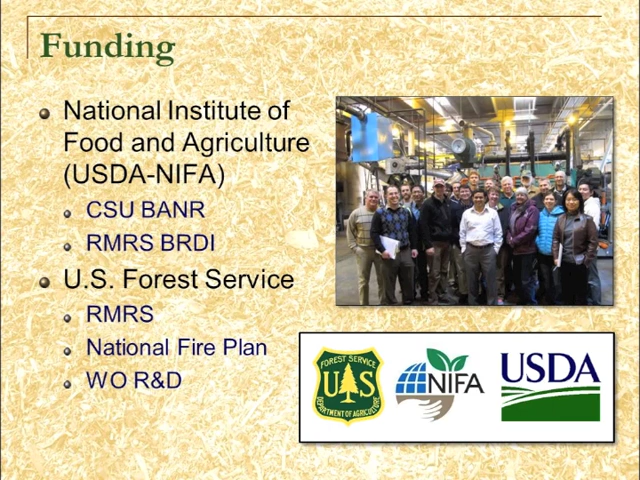 Funding
National Institute of
Food and Agriculture
(USDA-NIFA)
CSU BANR
RMRS BRDI
U.S. Forest Service
RMRS
National Fire Plan
WO R&D
FOREST SERVICE
U S
DEPARTMENT OF AGRICULTURE
NIFA
USDA